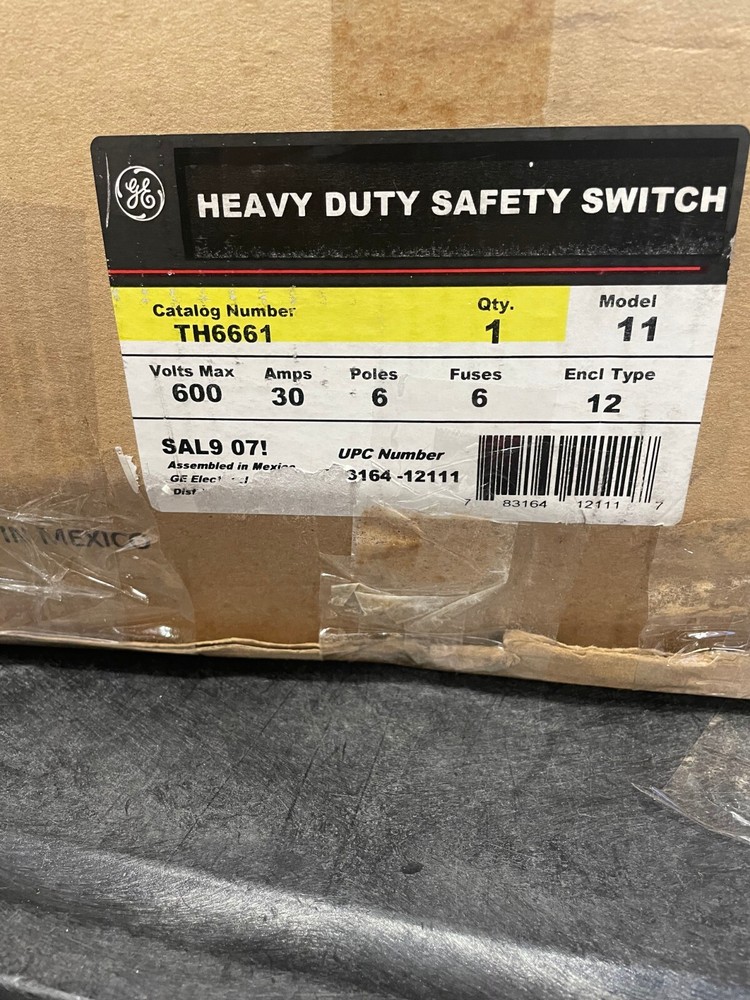 GE
HEAVY DUTY SAFETY SWITCH
Catalog Number Qty. Model
TH6661 1 11
Volts Max Amps Poles Fuses Encl Type
600 30 6 6 12
SAL9 07!
Assembled in Mexico
GE
UPC Number
3164 -12111
7 83164 12111 7
IN MEXICO